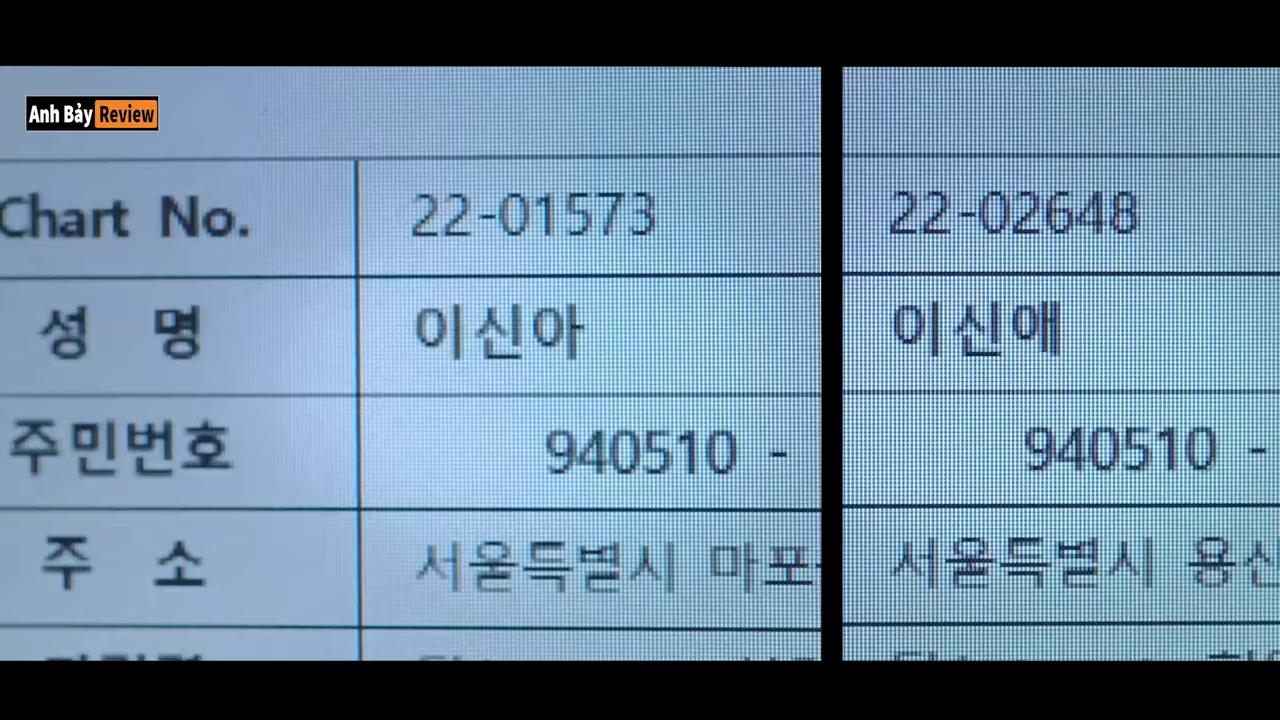 Anh Bảy Review
Chart No. 22-01573 22-02648
성 명 이신아 이신애
주민번호 940510 - 940510 -
주 소 서울특별시 마포 서울특별시 용산